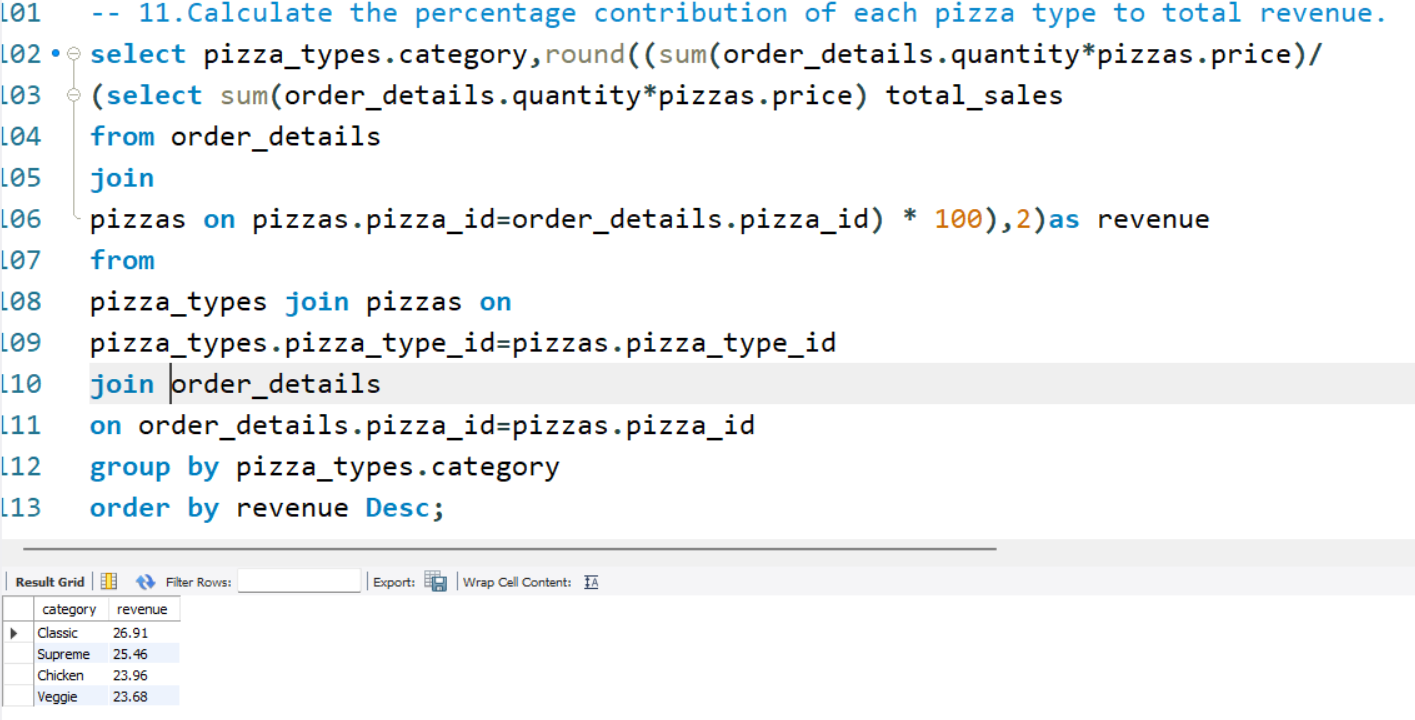 101 -- 11.Calculate the percentage contribution of each pizza type to total revenue.
102 select pizza_types.category,round((sum(order_details.quantity*pizzas.price)/
103 (select sum(order_details.quantity*pizzas.price) total_sales
104 from order_details
105 join
106 pizzas on pizzas.pizza_id=order_details.pizza_id) * 100),2)as revenue
107 from
108 pizza_types join pizzas on
109 pizza_types.pizza_type_id=pizzas.pizza_type_id
110 join order_details
111 on order_details.pizza_id=pizzas.pizza_id
112 group by pizza_types.category
113 order by revenue Desc;
Result Grid Filter Rows: Export: Wrap Cell Content:
category revenue
Classic 26.91
Supreme 25.46
Chicken 23.96
Veggie 23.68